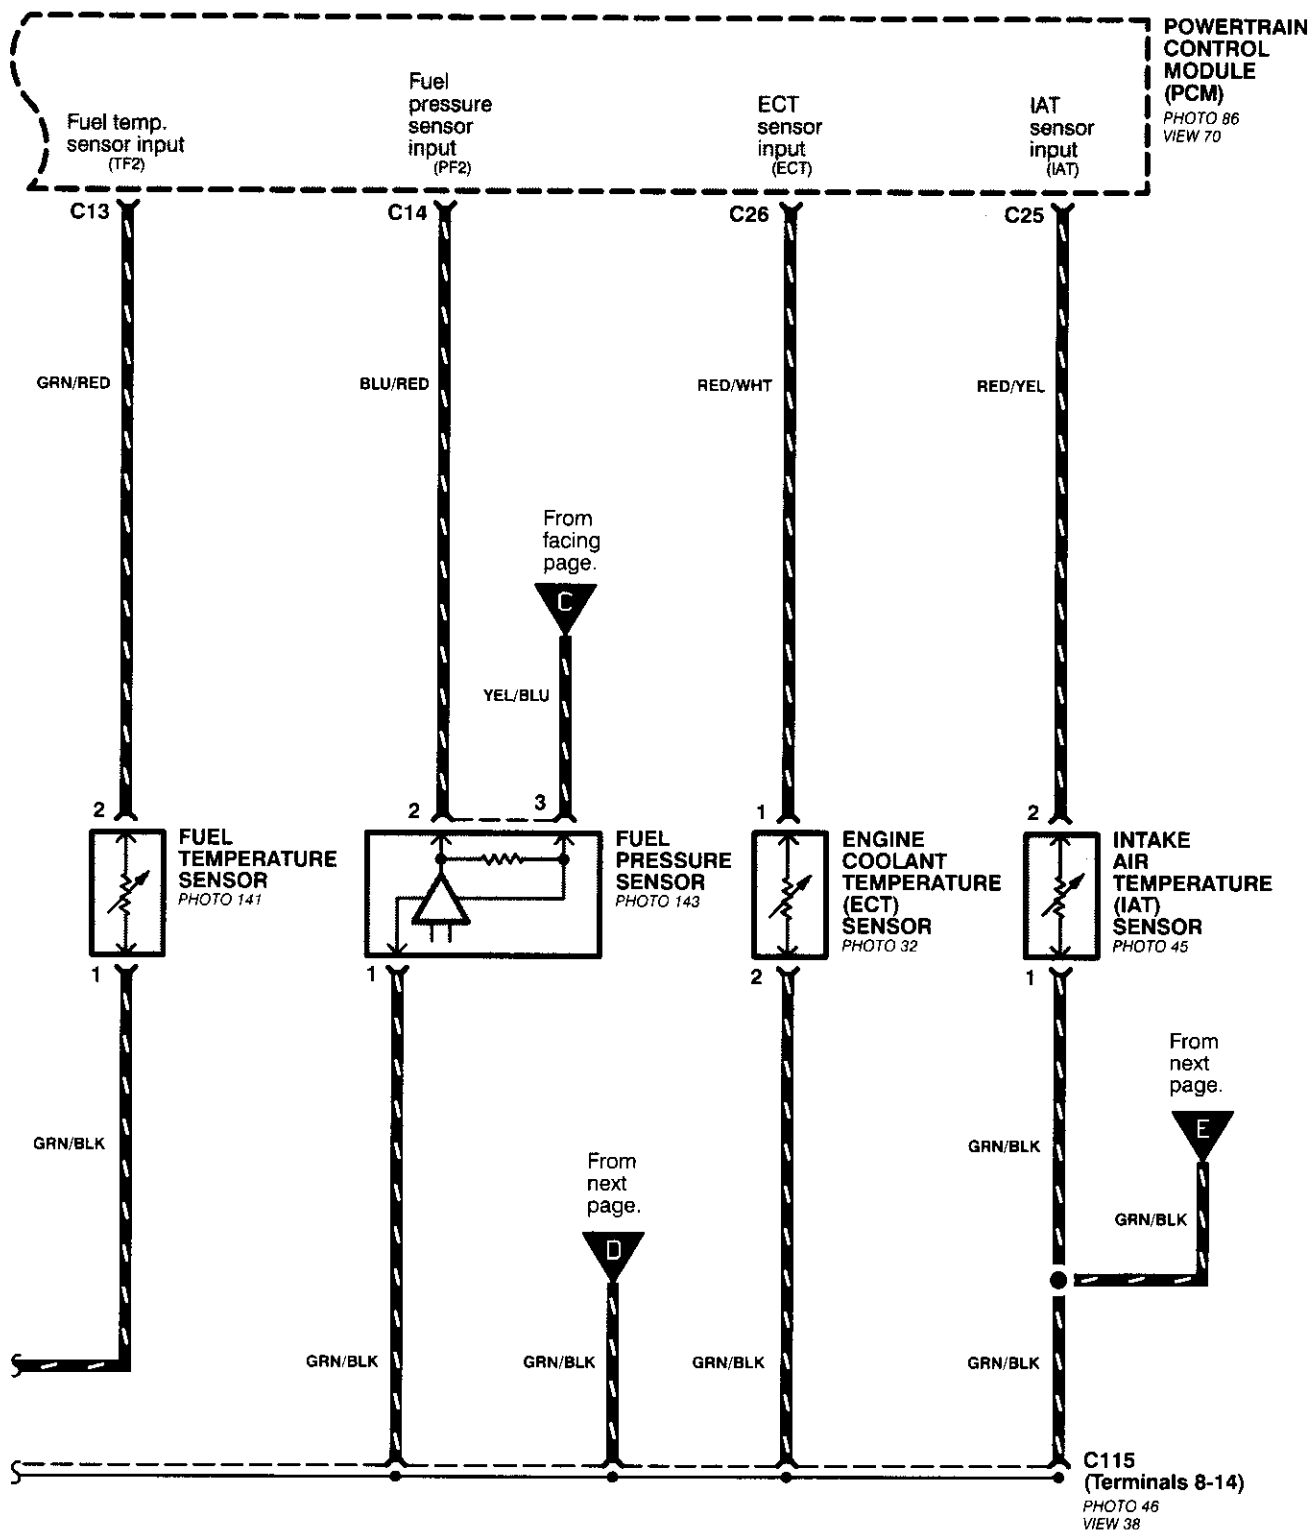 POWERTRAIN
CONTROL
MODULE
(PCM)
PHOTO 86
VIEW 70
Fuel temp.
sensor input
(TF2)
Fuel
pressure
sensor
input
(PF2)
ECT
sensor
input
(ECT)
IAT
sensor
input
(IAT)
C13
C14
C26
C25
GRN/RED
BLU/RED
RED/WHT
RED/YEL
From
facing
page.
C
YEL/BLU
2
2
3
1
2
FUEL
TEMPERATURE
SENSOR
PHOTO 141
FUEL
PRESSURE
SENSOR
PHOTO 143
ENGINE
COOLANT
TEMPERATURE
(ECT)
SENSOR
PHOTO 32
INTAKE
AIR
TEMPERATURE
(IAT)
SENSOR
PHOTO 45
1
1
2
1
From
next
page.
E
GRN/BLK
GRN/BLK
From
next
page.
D
GRN/BLK
GRN/BLK
GRN/BLK
GRN/BLK
GRN/BLK
C115
(Terminals 8-14)
PHOTO 46
VIEW 38